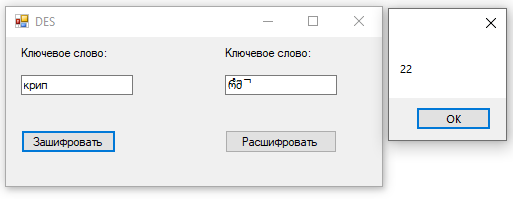 DES
Ключевое слово:
Ключевое слово:
крип
22
OK
Зашифровать
Расшифровать